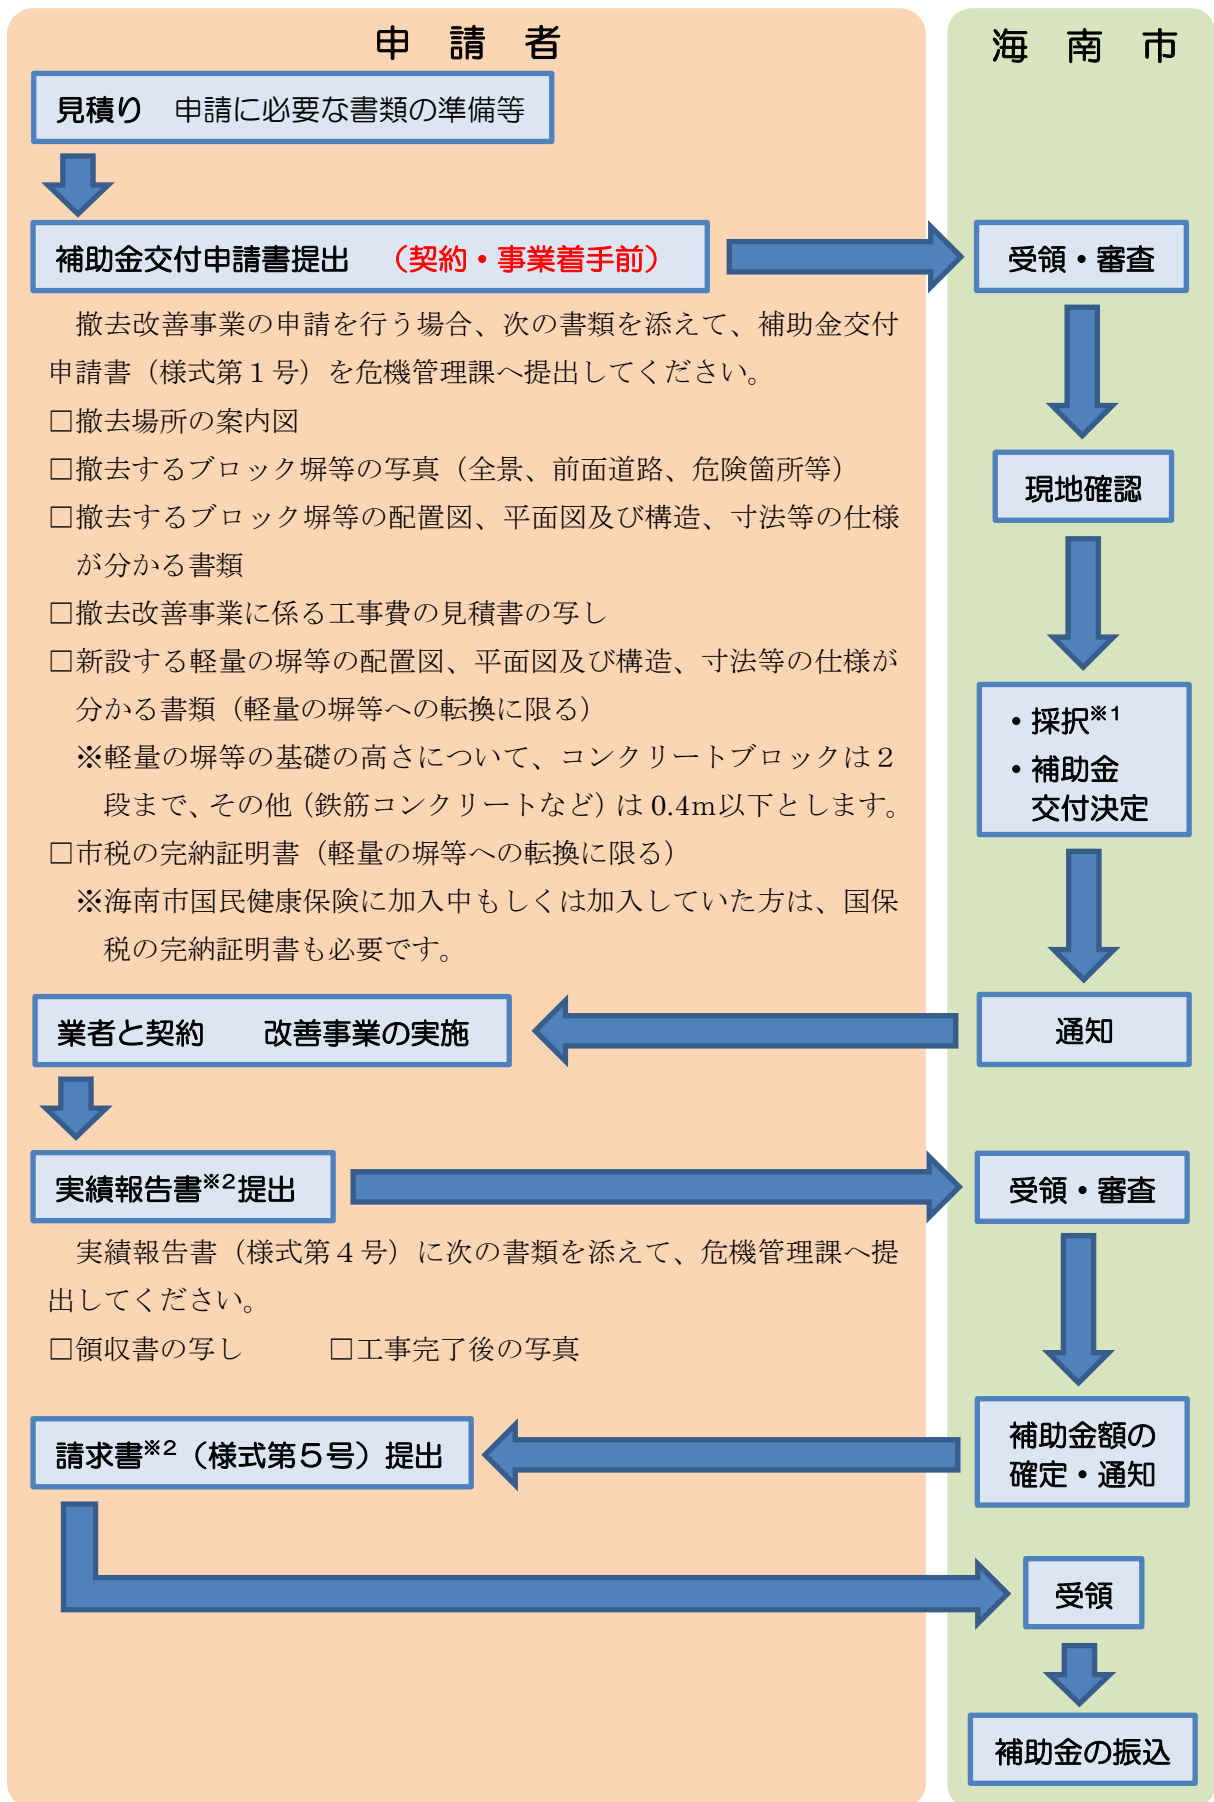 申　請　者
海　南　市
見積り　申請に必要な書類の準備等
補助金交付申請書提出　（契約・事業着手前）
受領・審査
撤去改善事業の申請を行う場合、次の書類を添えて、補助金交付
申請書（様式第１号）を危機管理課へ提出してください。
□撤去場所の案内図
□撤去するブロック塀等の写真（全景、前面道路、危険箇所等）
□撤去するブロック塀等の配置図、平面図及び構造、寸法等の仕様
が分かる書類
□撤去改善事業に係る工事費の見積書の写し
□新設する軽量の塀等の配置図、平面図及び構造、寸法等の仕様が
分かる書類（軽量の塀等への転換に限る）
※軽量の塀等の基礎の高さについて、コンクリートブロックは２
段まで、その他（鉄筋コンクリートなど）は 0.4m以下とします。
□市税の完納証明書（軽量の塀等への転換に限る）
※海南市国民健康保険に加入中もしくは加入していた方は、国保
税の完納証明書も必要です。
現地確認
・採択※1
・補助金
交付決定
通知
業者と契約　　改善事業の実施
実績報告書※2提出
受領・審査
実績報告書（様式第４号）に次の書類を添えて、危機管理課へ提
出してください。
□領収書の写し　　　□工事完了後の写真
補助金額の
確定・通知
請求書※2（様式第５号）提出
受領
補助金の振込